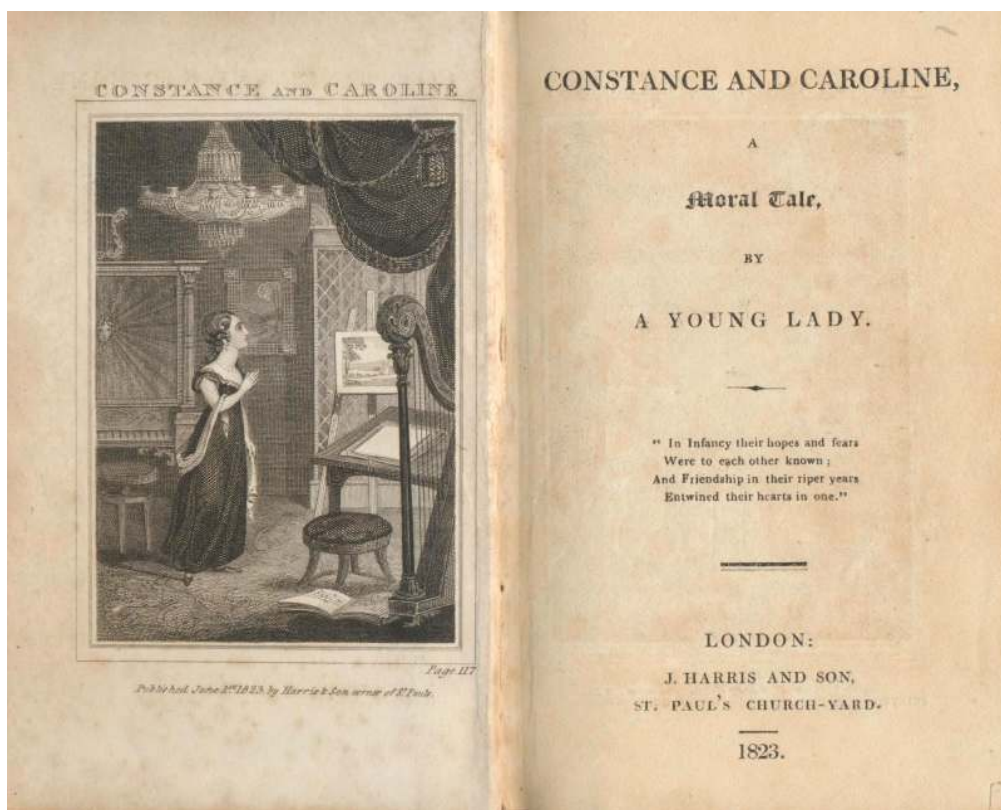 CONSTANCE AND CAROLINE
Page 117
Published June 2nd 1823, by Harris & Son, corner of St. Pauls.
CONSTANCE AND CAROLINE,
A
Moral Tale,
BY
A YOUNG LADY.
" In Infancy their hopes and fears
Were to each other known ;
And Friendship in their riper years
Entwined their hearts in one."
LONDON:
J. HARRIS AND SON,
ST. PAUL'S CHURCH-YARD.
1823.